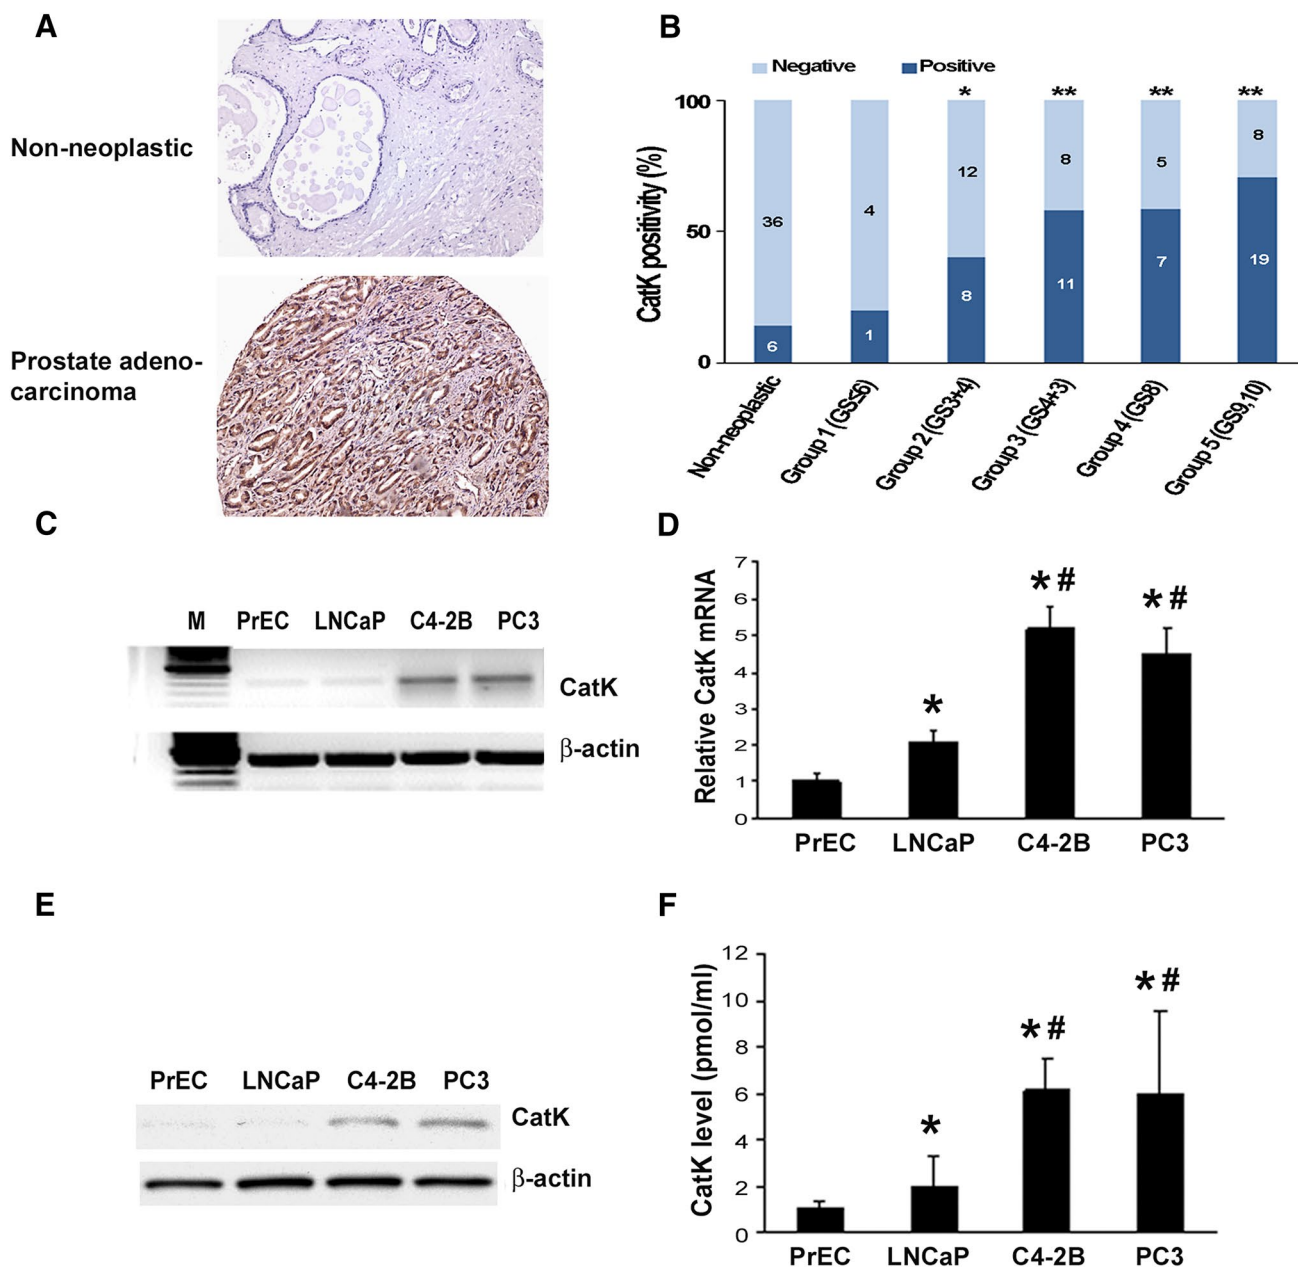 A
Non-neoplastic
Prostate adeno-
carcinoma
B
Negative Positive
* ** ** **
CatK positivity (%)
100
50
0
36 4 12 8 5 8
6 1 8 11 7 19
Non-neoplastic
Group 1 (GS≤6)
Group 2 (GS3+4)
Group 3 (GS4+3)
Group 4 (GS8)
Group 5 (GS9,10)
C
M PrEC LNCaP C4-2B PC3
CatK
β-actin
D
Relative CatK mRNA
7
6
5
4
3
2
1
0
* *# *#
PrEC LNCaP C4-2B PC3
E
PrEC LNCaP C4-2B PC3
CatK
β-actin
F
CatK level (pmol/ml)
12
10
8
6
4
2
0
* *# *#
PrEC LNCaP C4-2B PC3